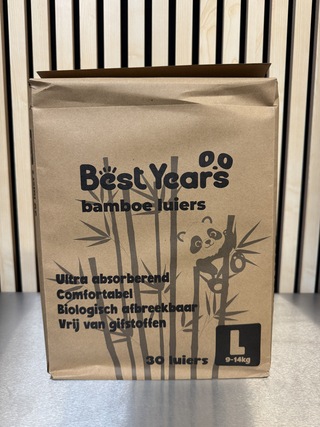 Best Years
bamboe luiers
Ultra absorberend
Comfortabel
Biologisch afbreekbaar
Vrij van gifstoffen
30 luiers
L
9-14kg